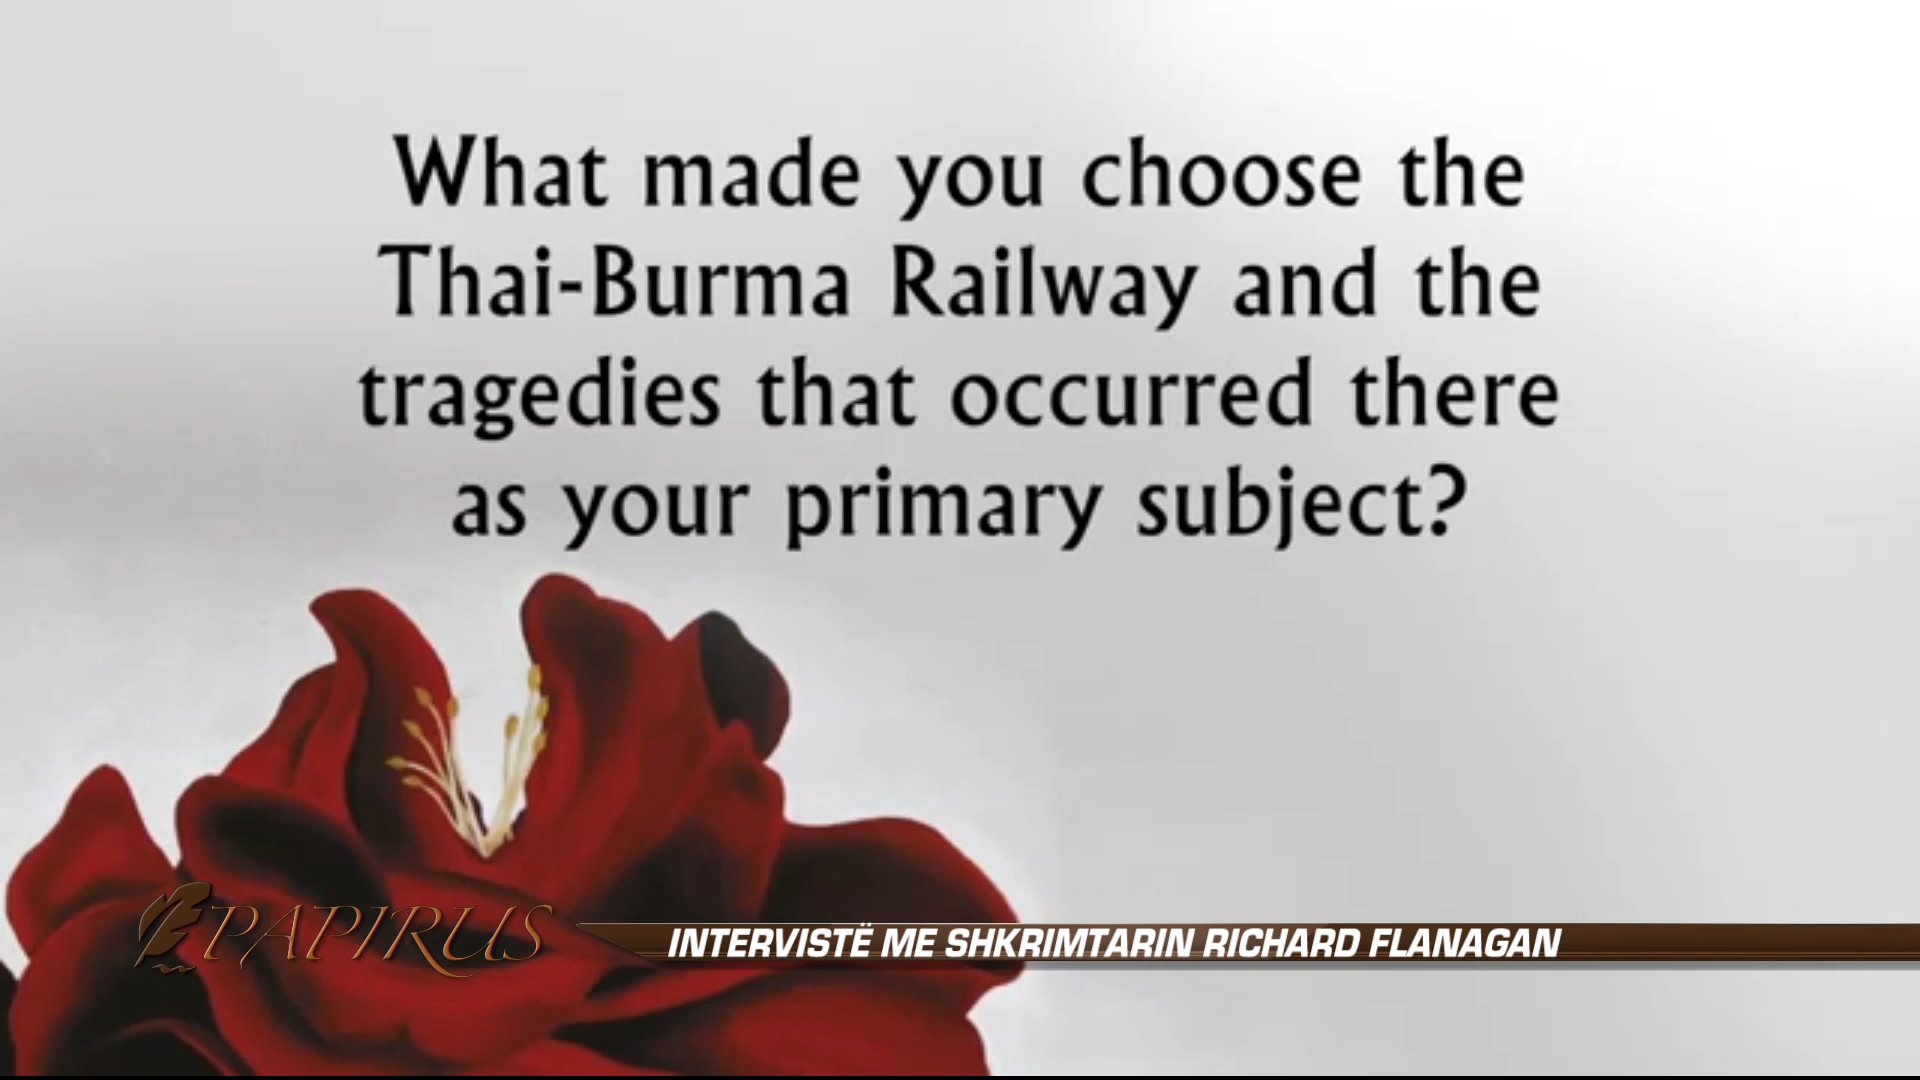 What made you choose the
Thai-Burma Railway and the
tragedies that occurred there
as your primary subject?
PAPIRUS
INTERVISTË ME SHKRIMTARIN RICHARD FLANAGAN